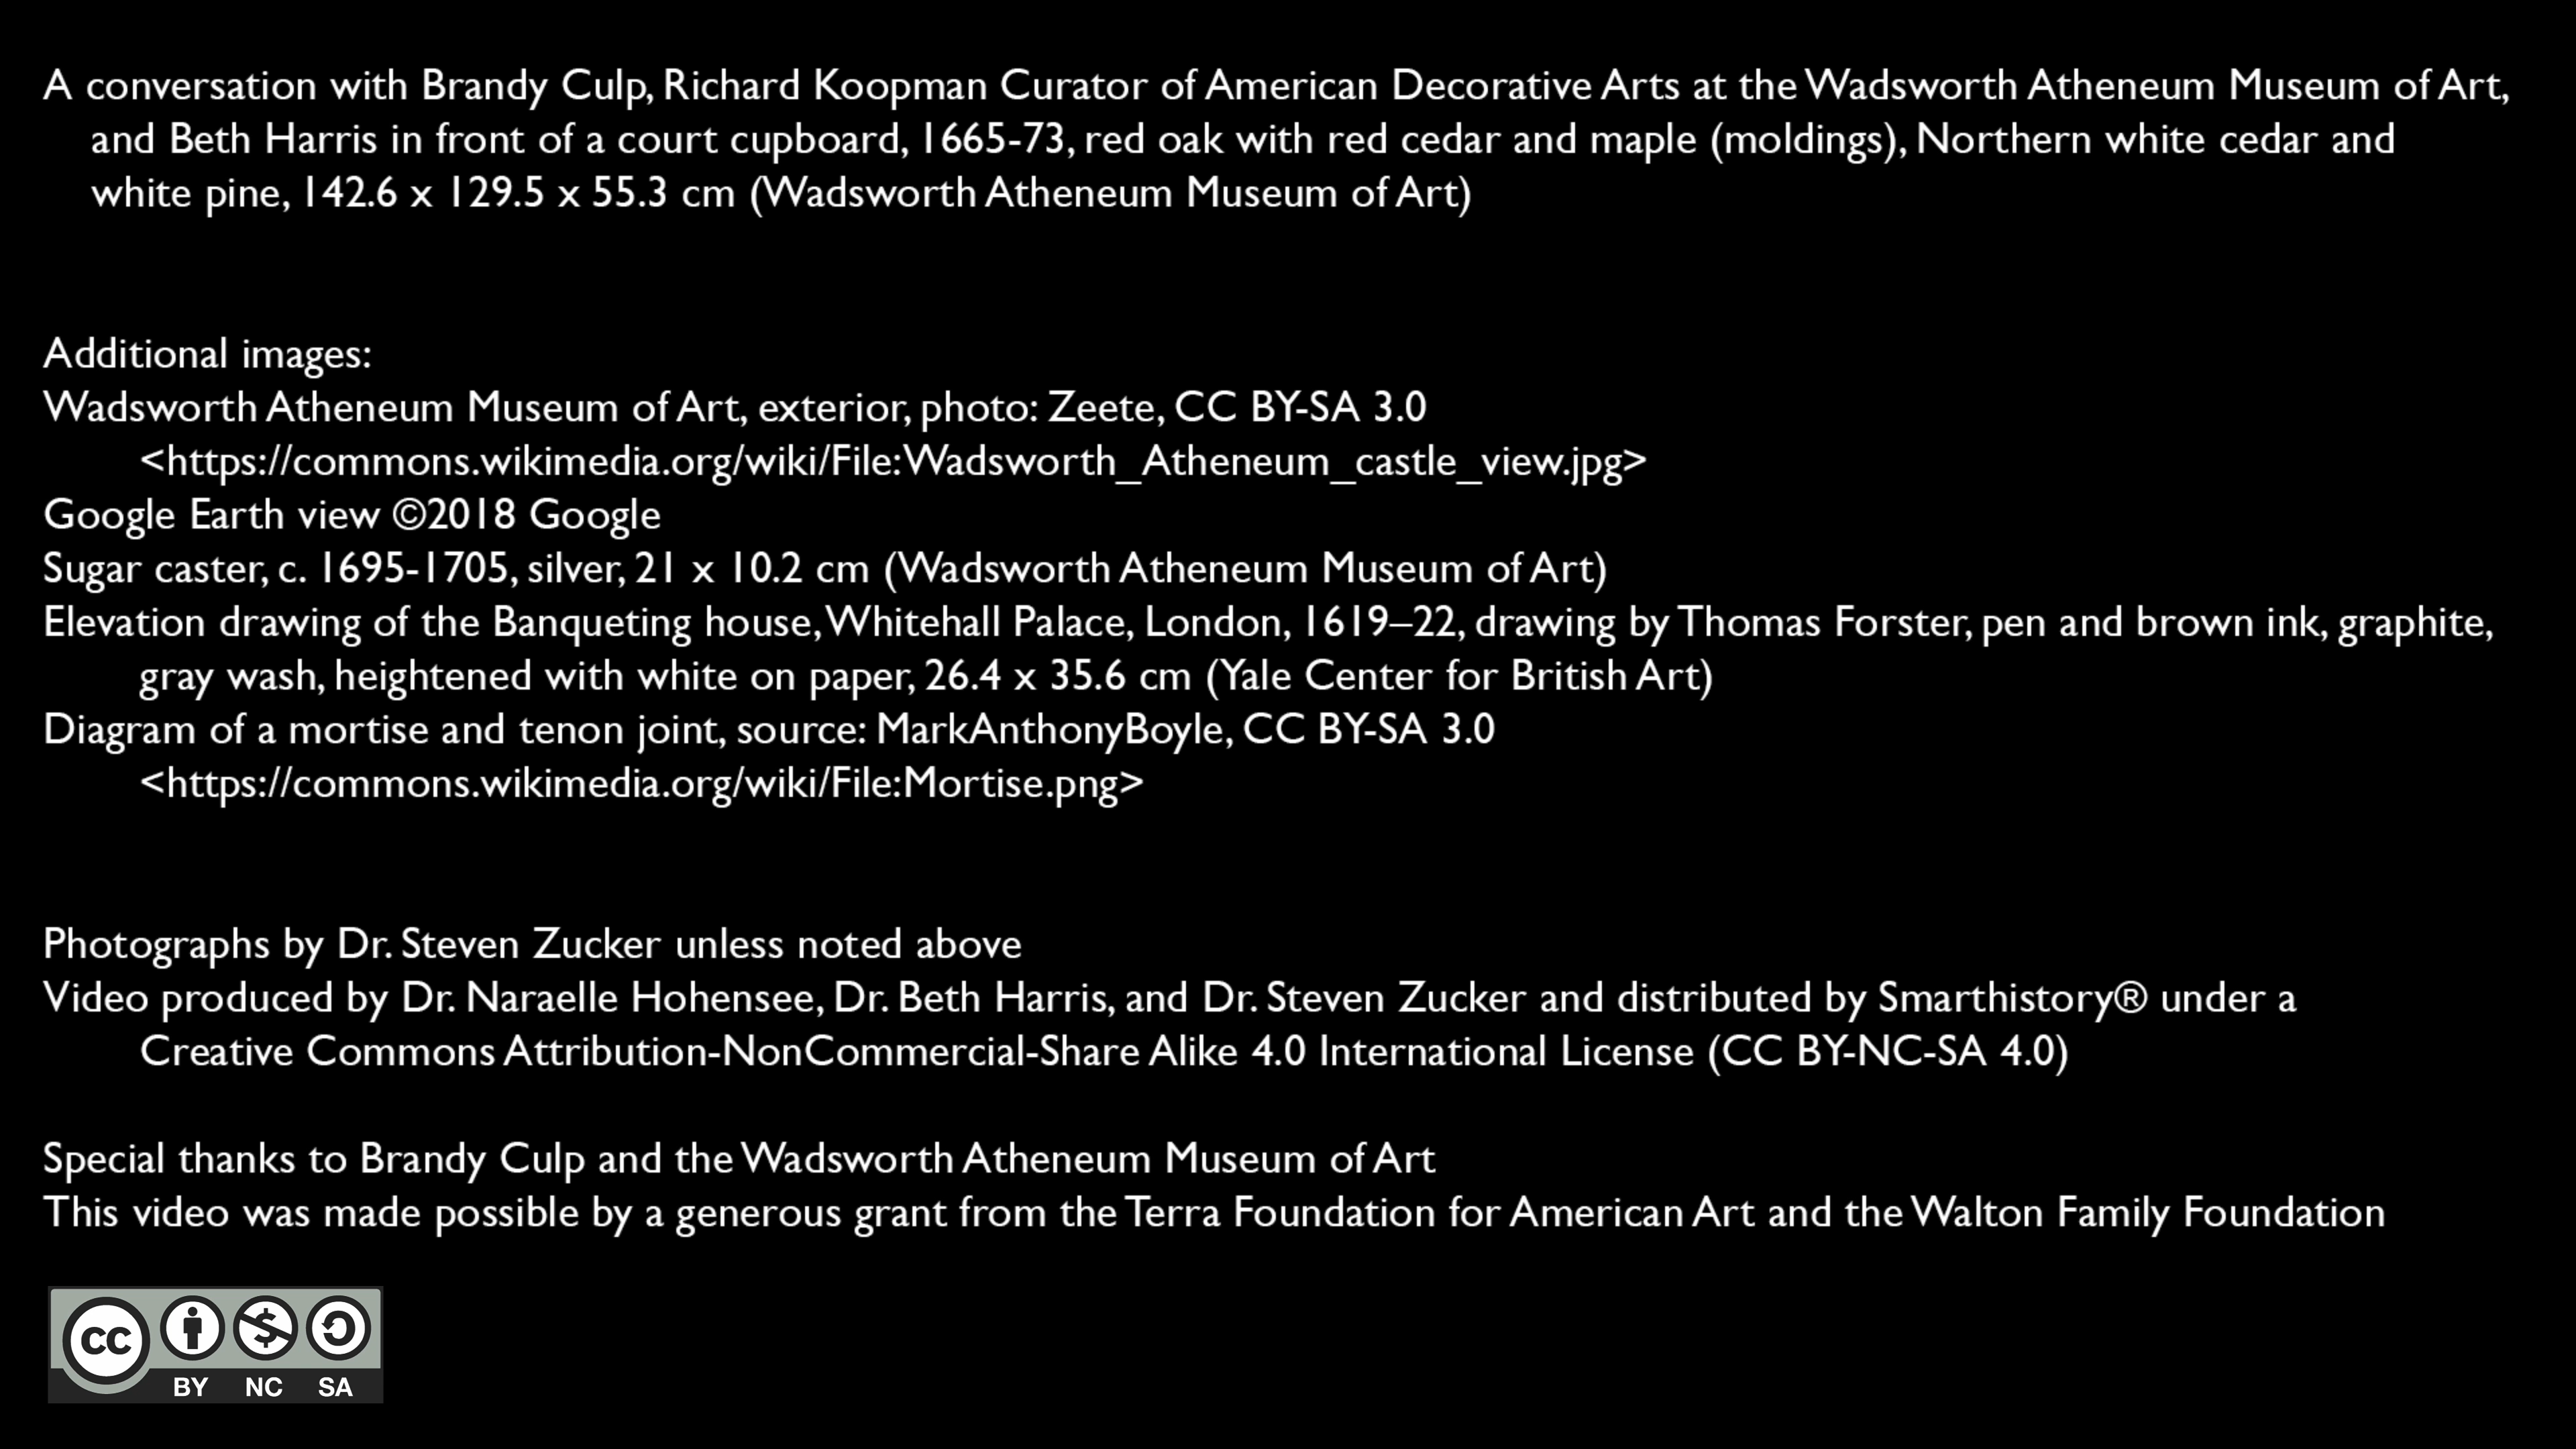 A conversation with Brandy Culp, Richard Koopman Curator of American Decorative Arts at the Wadsworth Atheneum Museum of Art,
and Beth Harris in front of a court cupboard, 1665-73, red oak with red cedar and maple (moldings), Northern white cedar and
white pine, 142.6 x 129.5 x 55.3 cm (Wadsworth Atheneum Museum of Art)
Additional images:
Wadsworth Atheneum Museum of Art, exterior, photo: Zeete, CC BY-SA 3.0
<https://commons.wikimedia.org/wiki/File:Wadsworth_Atheneum_castle_view.jpg>
Google Earth view ©2018 Google
Sugar caster, c. 1695-1705, silver, 21 x 10.2 cm (Wadsworth Atheneum Museum of Art)
Elevation drawing of the Banqueting house, Whitehall Palace, London, 1619–22, drawing by Thomas Forster, pen and brown ink, graphite,
gray wash, heightened with white on paper, 26.4 x 35.6 cm (Yale Center for British Art)
Diagram of a mortise and tenon joint, source: MarkAnthonyBoyle, CC BY-SA 3.0
<https://commons.wikimedia.org/wiki/File:Mortise.png>
Photographs by Dr. Steven Zucker unless noted above
Video produced by Dr. Naraelle Hohensee, Dr. Beth Harris, and Dr. Steven Zucker and distributed by Smarthistory® under a
Creative Commons Attribution-NonCommercial-Share Alike 4.0 International License (CC BY-NC-SA 4.0)
Special thanks to Brandy Culp and the Wadsworth Atheneum Museum of Art
This video was made possible by a generous grant from the Terra Foundation for American Art and the Walton Family Foundation
CC
BY NC SA